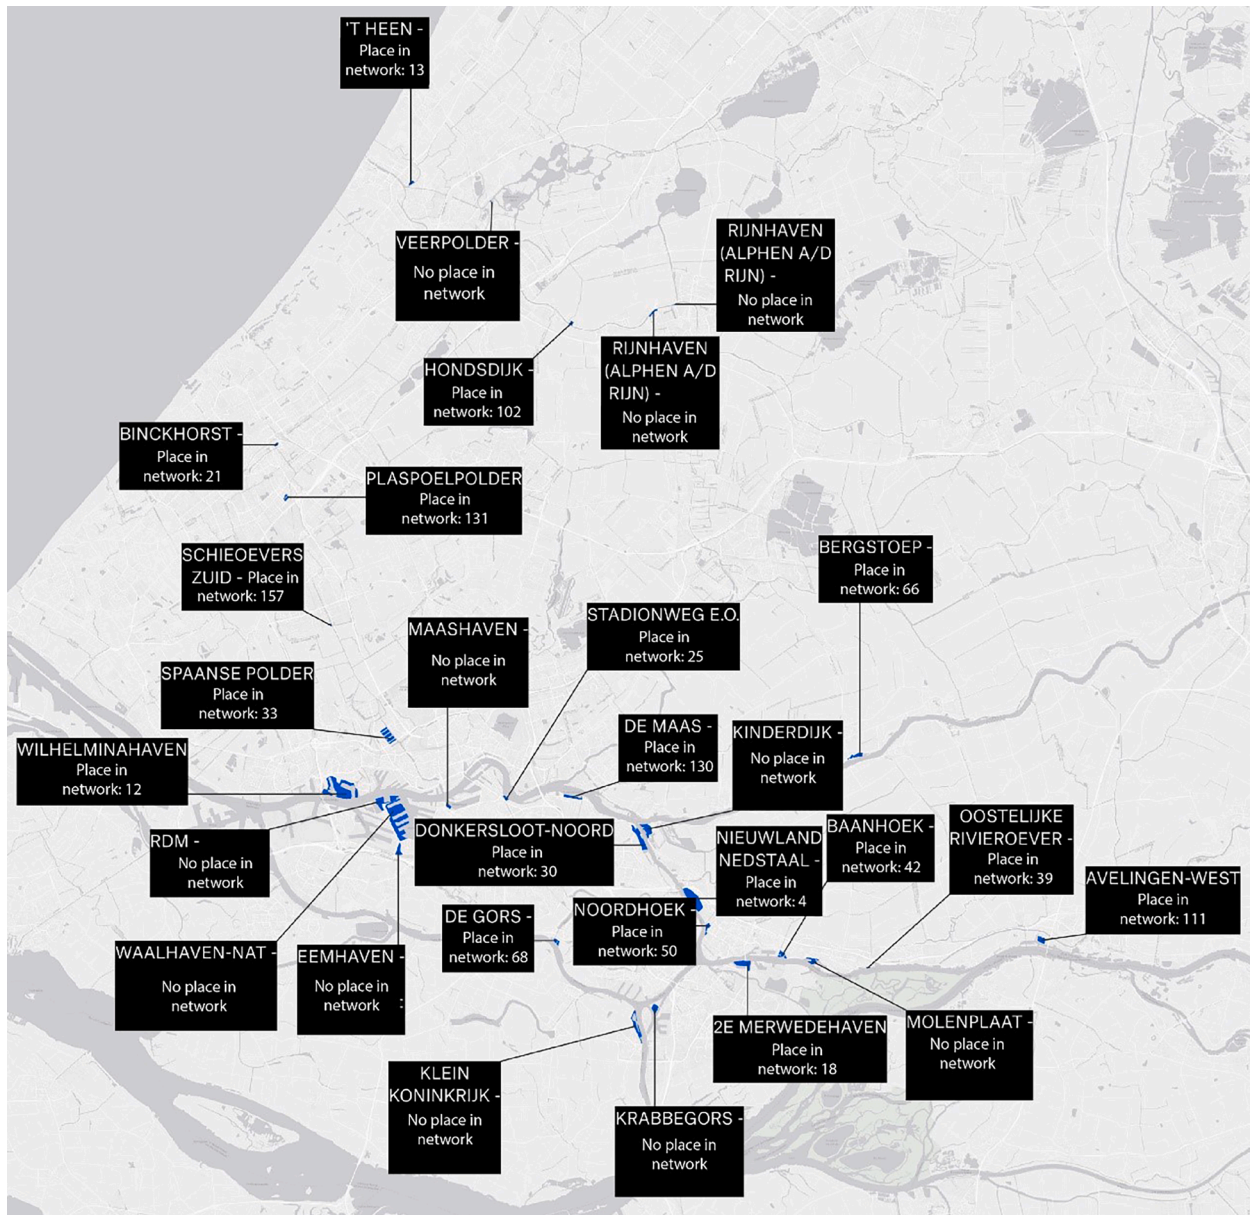 'T HEEN -
Place in
network: 13
VEERPOLDER -
No place in
network
RIJNHAVEN
(ALPHEN A/D
RIJN) -
No place in
network
RIJNHAVEN
(ALPHEN A/D
RIJN) -
No place in
network
HONDSDIJK -
Place in
network: 102
BINCKHORST -
Place in
network: 21
PLASPOELPOLDER
Place in
network: 131
SCHIEOEVERS
ZUID - Place in
network: 157
BERGSTOEP -
Place in
network: 66
MAASHAVEN -
No place in
network
STADIONWEG E.O.
Place in
network: 25
SPAANSE POLDER
Place in
network: 33
DE MAAS -
Place in
network: 130
KINDERDIJK -
No place in
network
WILHELMINAHAVEN
Place in
network: 12
RDM -
No place in
network
DONKERSLOOT-NOORD
Place in
network: 30
NIEUWLAND
NEDSTAAL -
Place in
network: 4
BAANHOEK -
Place in
network: 42
OOSTELIJKE
RIVIEROEVER -
Place in
network: 39
AVELINGEN-WEST
Place in
network: 111
WAALHAVEN-NAT -
No place in
network
EEMHAVEN -
No place in :
network
DE GORS -
Place in
network: 68
NOORDHOEK -
Place in
network: 50
2E MERWEDEHAVEN
Place in
network: 18
MOLENPLAAT -
No place in
network
KLEIN
KONINKRIJK -
No place in
network
KRABBEGORS -
No place in
network